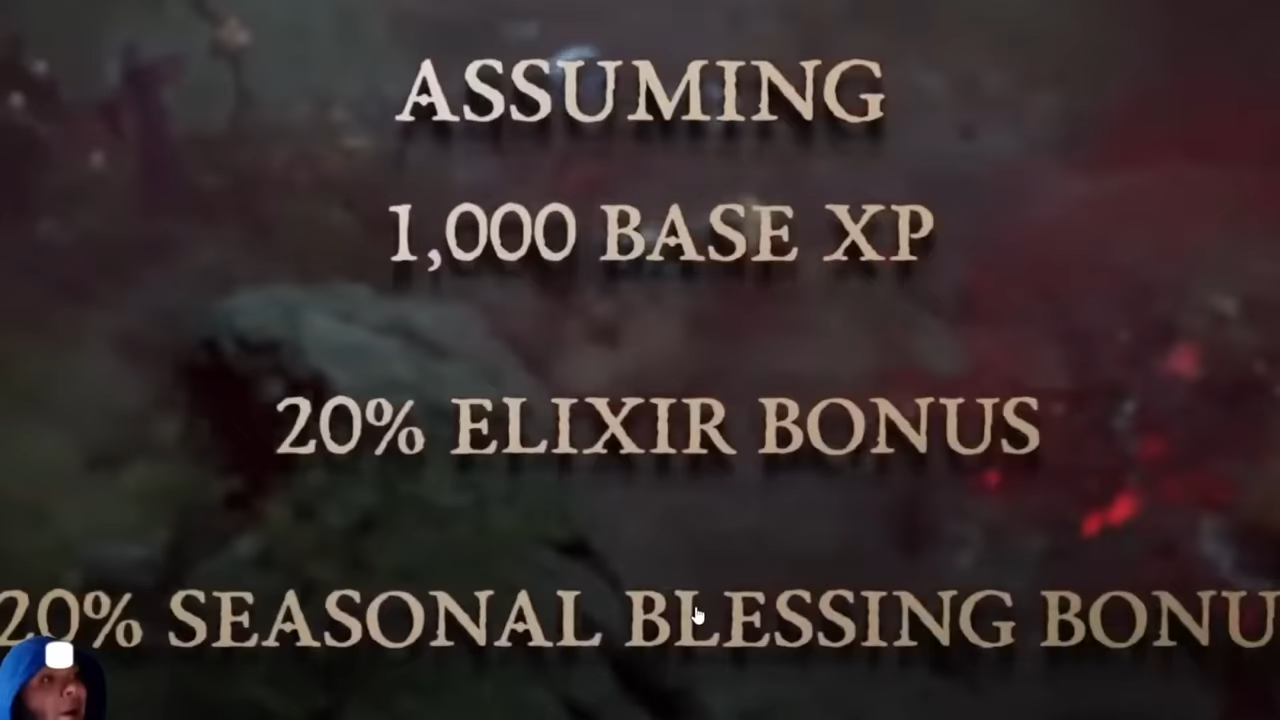 ASSUMING
1,000 BASE XP
20% ELIXIR BONUS
20% SEASONAL BLESSING BONU